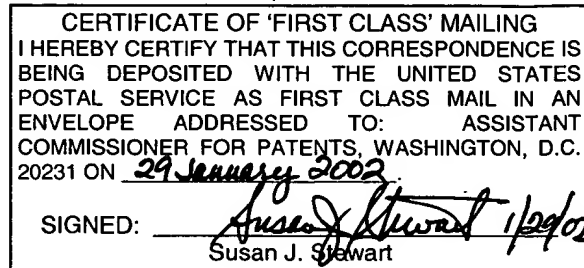 CERTIFICATE OF 'FIRST CLASS' MAILING
I HEREBY CERTIFY THAT THIS CORRESPONDENCE IS
BEING DEPOSITED WITH THE UNITED STATES
POSTAL SERVICE AS FIRST CLASS MAIL IN AN
ENVELOPE ADDRESSED TO: ASSISTANT
COMMISSIONER FOR PATENTS, WASHINGTON, D.C.
20231 ON 29 January 2002.
SIGNED: Susan J Stewart 1/29/02
Susan J. Stewart